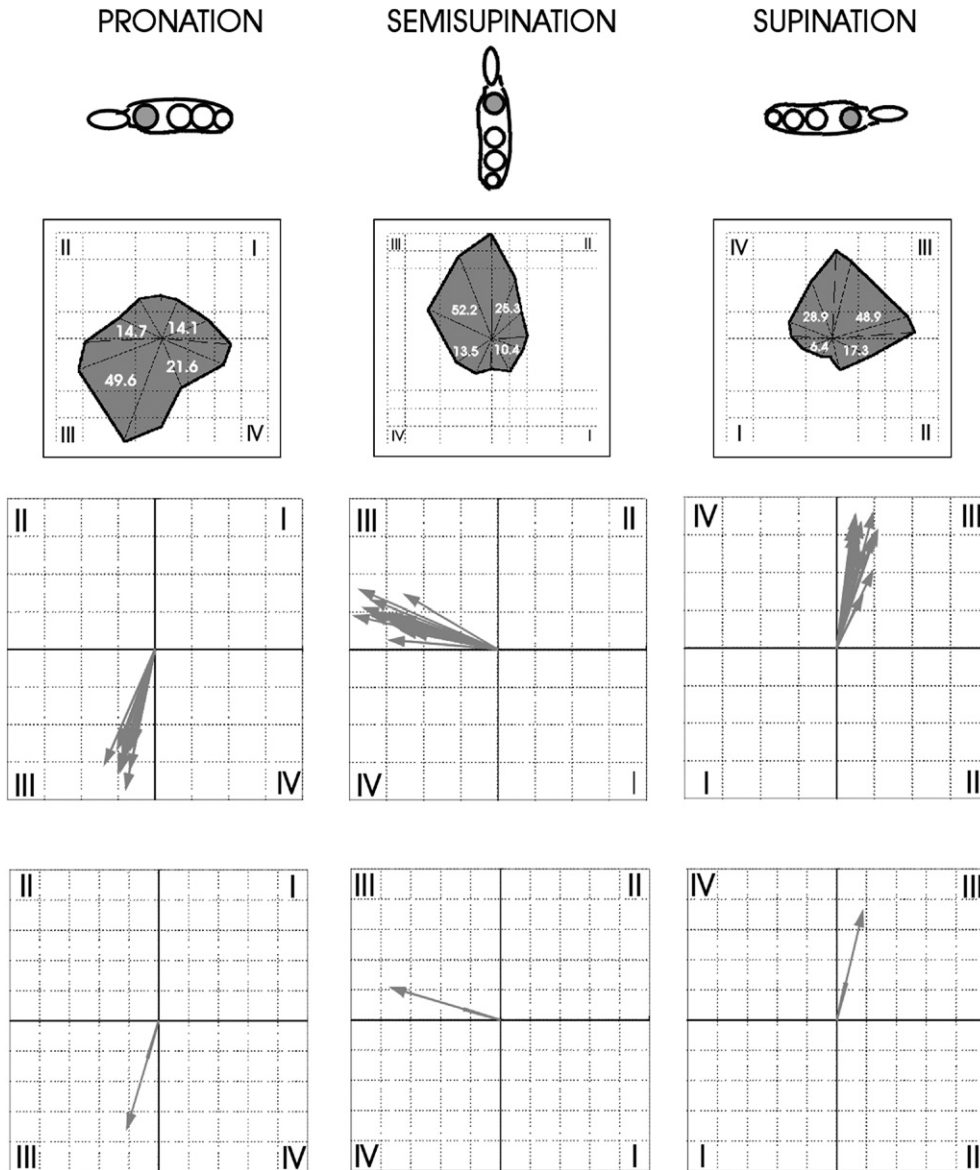 PRONATION SEMISUPINATION SUPINATION
II I III II IV III
14.7 14.1 52.2 25.3 28.9 48.9
49.6 21.6 13.5 10.4 6.4 17.3
III IV IV I I II
II I III II IV III
III IV IV I I II
II I III II IV III
III IV IV I I II